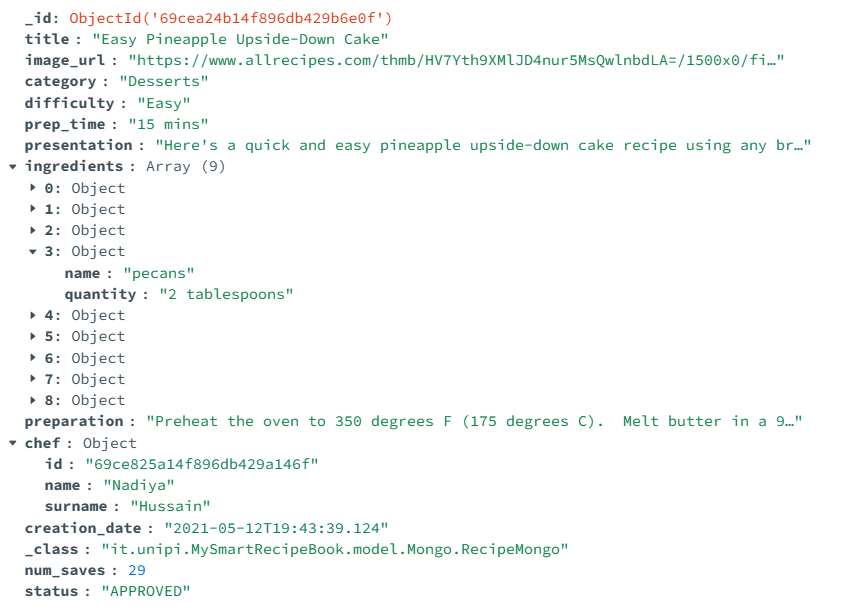 _id: ObjectId('69cea24b14f896db429b6e0f')
title : "Easy Pineapple Upside-Down Cake"
image_url : "https://www.allrecipes.com/thmb/HV7Yth9XMlJD4nur5MsQwlnbdLA=/1500x0/fi…"
category : "Desserts"
difficulty : "Easy"
prep_time : "15 mins"
presentation : "Here's a quick and easy pineapple upside-down cake recipe using any br…"
ingredients : Array (9)
0: Object
1: Object
2: Object
3: Object
name : "pecans"
quantity : "2 tablespoons"
4: Object
5: Object
6: Object
7: Object
8: Object
preparation : "Preheat the oven to 350 degrees F (175 degrees C).  Melt butter in a 9…"
chef : Object
id : "69ce825a14f896db429a146f"
name : "Nadiya"
surname : "Hussain"
creation_date : "2021-05-12T19:43:39.124"
_class : "it.unipi.MySmartRecipeBook.model.Mongo.RecipeMongo"
num_saves : 29
status : "APPROVED"